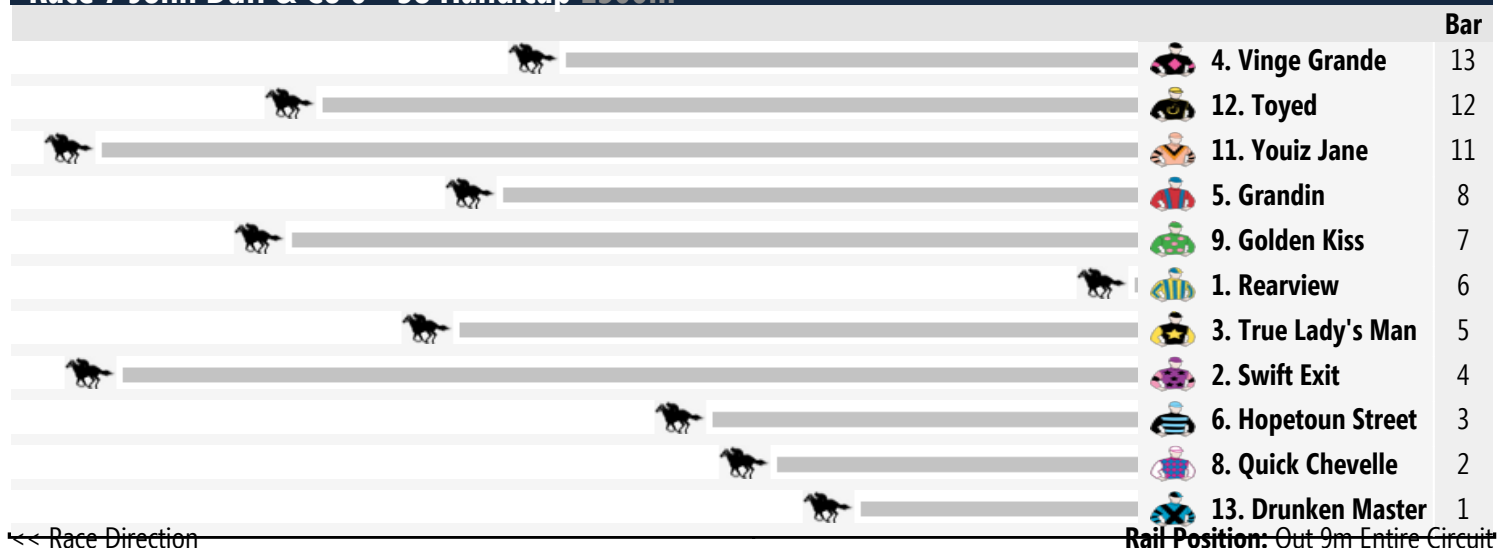 Bar
4. Vinge Grande 13
12. Toyed 12
11. Youiz Jane 11
5. Grandin 8
9. Golden Kiss 7
1. Rearview 6
3. True Lady's Man 5
2. Swift Exit 4
6. Hopetoun Street 3
8. Quick Chevelle 2
13. Drunken Master 1
<< Race Direction Rail Position: Out 9m Entire Circuit